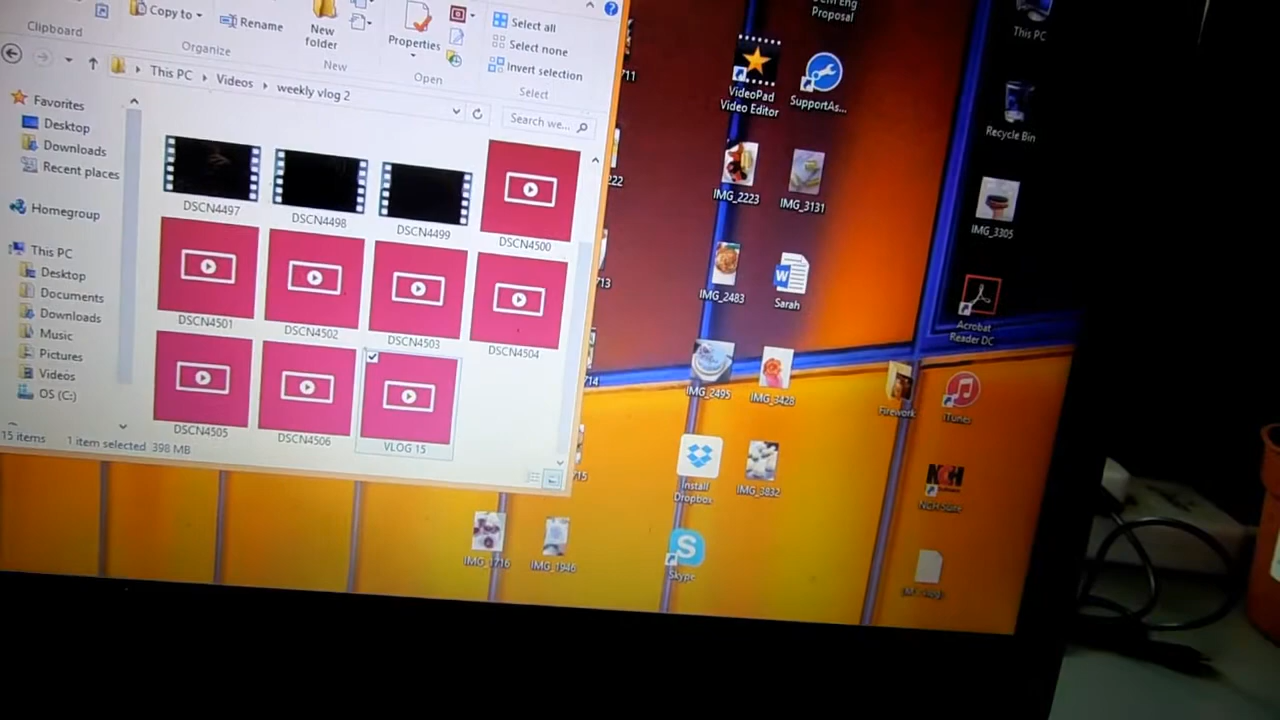 Clipboard
Copy to
Rename
Organize
New
folder
New
Properties
Open
Select all
Select none
Invert selection
Select
This PC
Videos
weekly vlog 2
Search we...
Favorites
Desktop
Downloads
Recent places
Homegroup
This PC
Desktop
Documents
Downloads
Music
Pictures
Videos
OS (C:)
DSCN4497
DSCN4498
DSCN4499
DSCN4500
DSCN4501
DSCN4502
DSCN4503
DSCN4504
DSCN4505
DSCN4506
VLOG 15
15 items
1 item selected 398 MB
Proposal
VideoPad
Video Editor
SupportAs...
IMG_2223
IMG_3131
IMG_2483
W
Sarah
IMG_2495
IMG_3428
Install
Dropbox
IMG_3832
S
Skype
IMG_1716
IMG_1946
This PC
Recycle Bin
IMG_3305
Acrobat
Reader DC
Firework
iTunes
NCH
NCH Suite